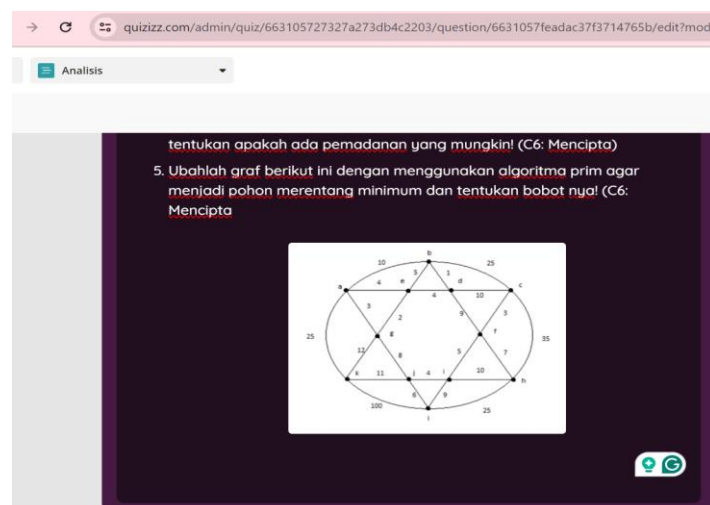 quizizz.com/admin/quiz/663105727327a273db4c2203/question/6631057feadac37f3714765b/edit?mod
Analisis
tentukan apakah ada pemadanan yang mungkin! (C6: Mencipta)
5. Ubahlah graf berikut ini dengan menggunakan algoritma prim agar
menjadi pohon merentang minimum dan tentukan bobot nya! (C6:
Mencipta
b
10 25
5 1
a 4 e d c
4 10
3 9 3
2
g f
25 35
12 8 5 7
k 11 j 4 i 10 h
6 9
100 25
l